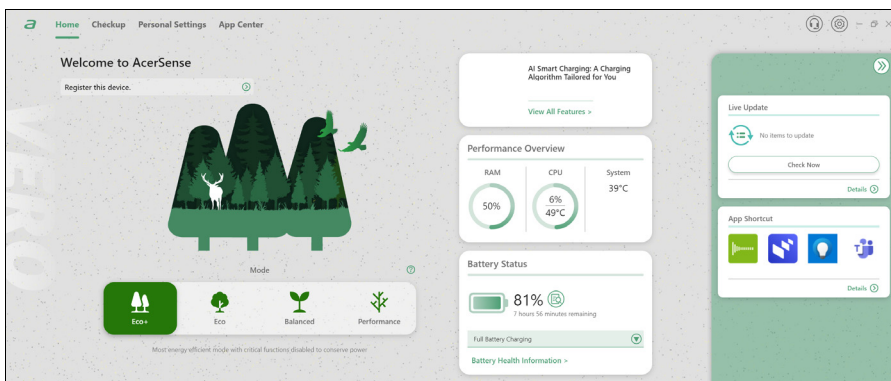 a
Home Checkup Personal Settings App Center
Welcome to AcerSense
Register this device.
VERO
Mode
Eco+
Eco
Balanced
Performance
Most energy efficient mode with critical functions disabled to conserve power
AI Smart Charging: A Charging
Algorithm Tailored for You
View All Features >
Performance Overview
RAM
50%
CPU
6%
49°C
System
39°C
Battery Status
81%
7 hours 56 minutes remaining
Full Battery Charging
Battery Health Information >
Live Update
No items to update
Check Now
Details
App Shortcut
Details